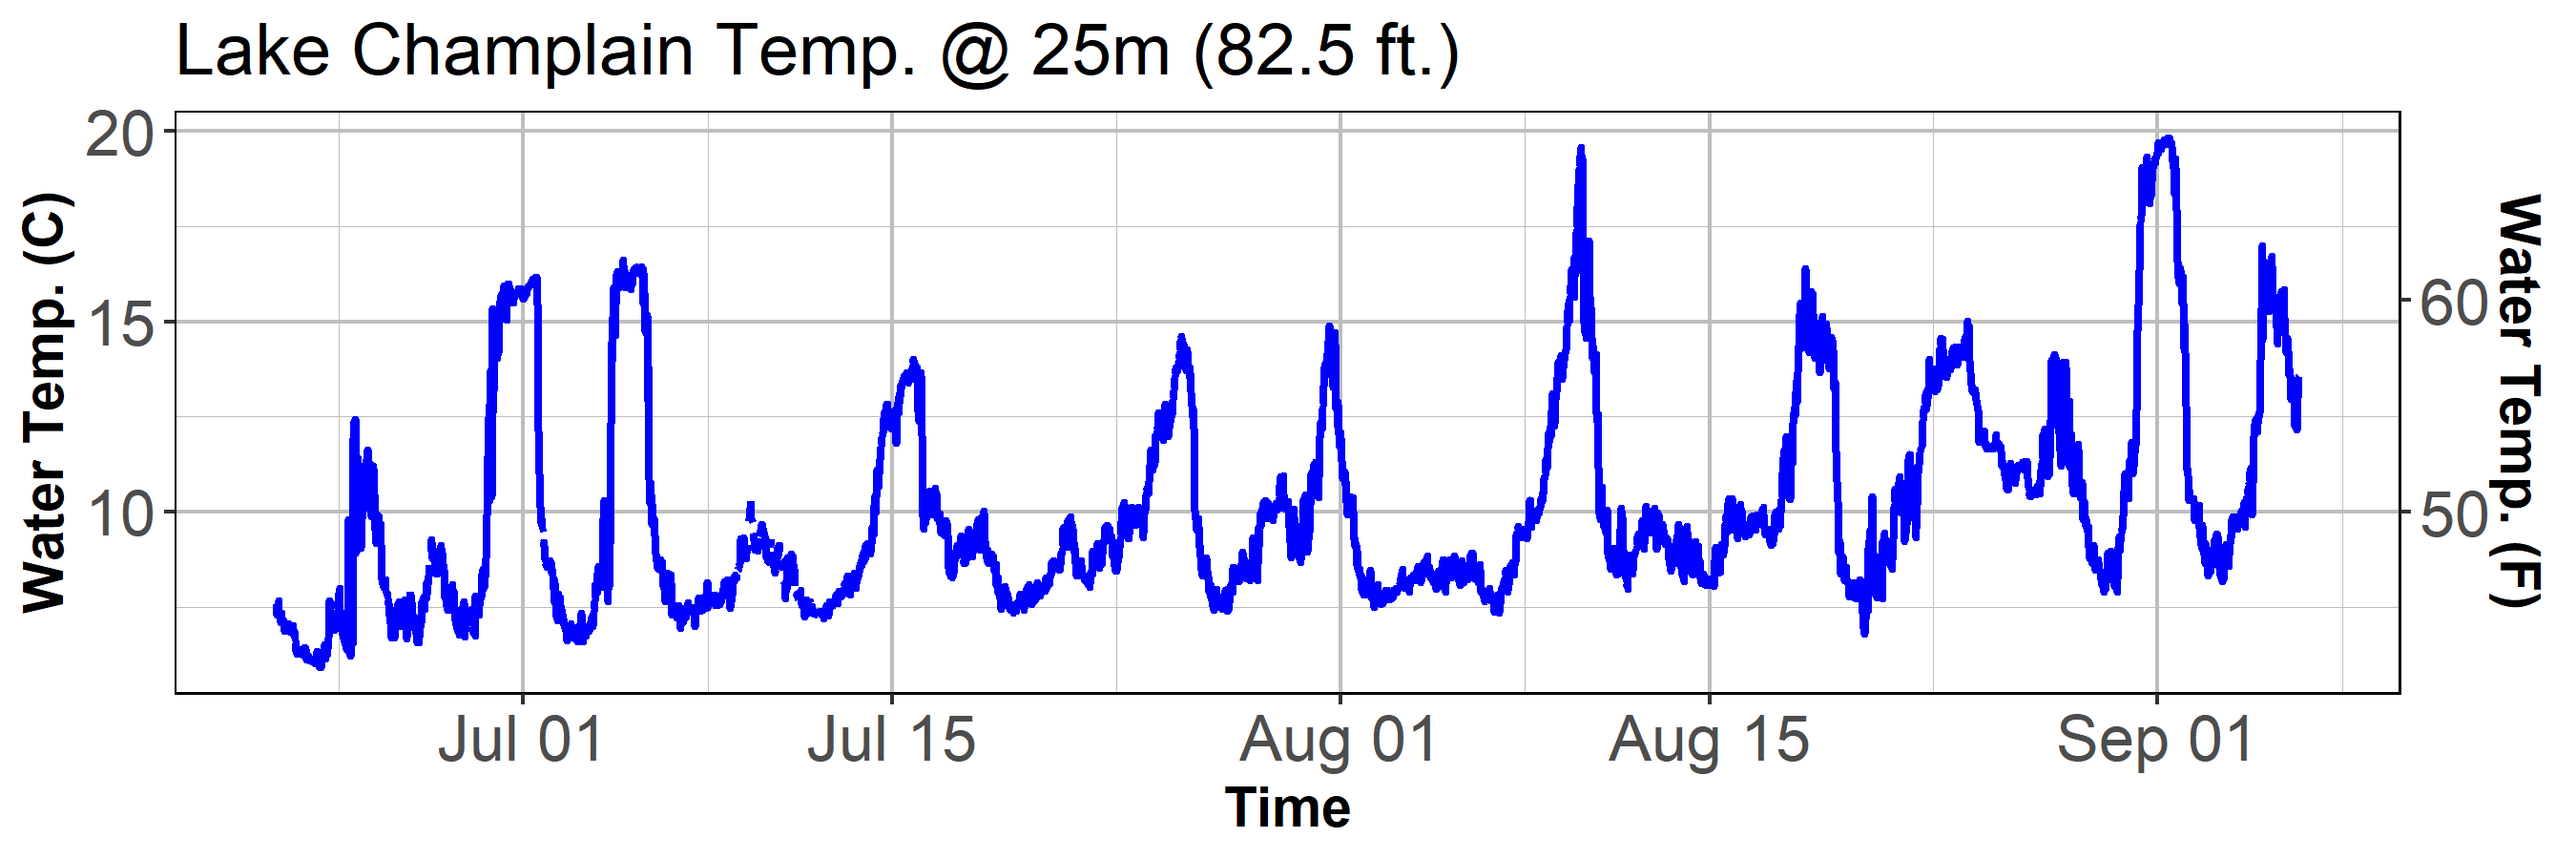 Lake Champlain Temp. @ 25m (82.5 ft.)
Water Temp. (C)
20
15
10
60
50
Water Temp. (F)
Jul 01
Jul 15
Aug 01
Aug 15
Sep 01
Time